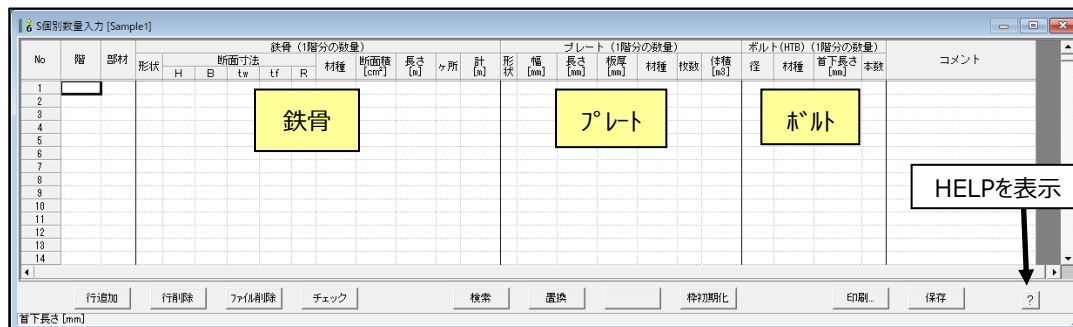 S個別数量入力 [Sample1]
鉄骨 (1階分の数量) プレート (1階分の数量) ボルト(HTB) (1階分の数量)
No 階 部材 形状 断面寸法 材種 断面積[cm²] 長さ[m] ヶ所 計[m] 形状 幅[mm] 長さ[mm] 板厚[mm] 材種 枚数 体積[m3] 径 材種 首下長さ[mm] 本数 コメント
H B tw tf R
1
2
3
4
5
6
7
8
9
10
11
12
13
14
鉄骨 プレート ボルト
HELPを表示
行追加 行削除 ファイル削除 チェック 検索 置換 枠初期化 印刷... 保存 ?
首下長さ [mm]